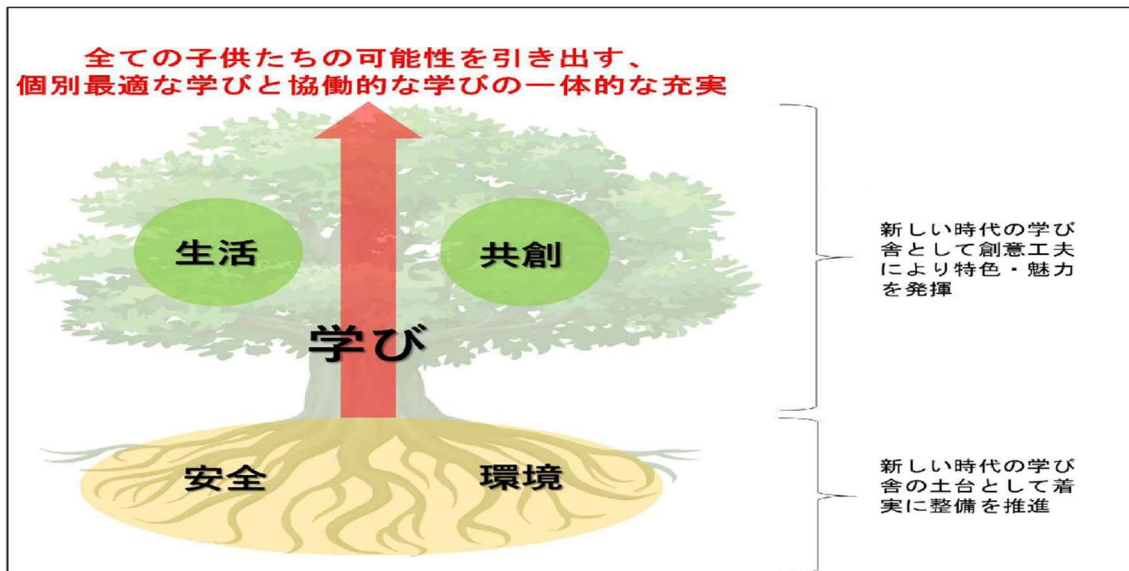 全ての子供たちの可能性を引き出す、
個別最適な学びと協働的な学びの一体的な充実
生活
共創
学び
安全
環境
新しい時代の学び
舎として創意工夫
により特色・魅力
を発揮
新しい時代の学び
舎の土台として着
実に整備を推進